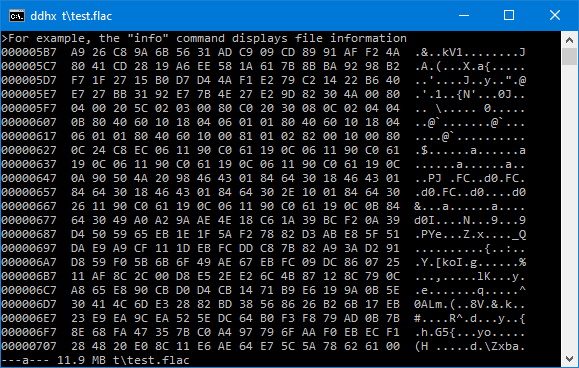 ddhx t\test.flac
>For example, the "info" command displays file information
000005B7 A9 26 C8 9A 6B 56 31 AD C9 09 CD 89 91 AF F2 4A .&..kV1........J
000005C7 80 41 CD 28 19 A6 EE 58 1A 61 7B 8B BA 92 98 B2 .A.(...X.a{.....
000005D7 F7 1F 27 15 B0 D7 D4 4A F1 E2 79 C2 14 22 B6 40 ..'....J..y..".@
000005E7 E7 27 BB 31 92 E7 7B 4E 27 E2 9D 82 30 4A 00 80 .'.1..{N'...0J..
000005F7 04 00 20 5C 02 03 00 80 C0 20 30 08 0C 02 04 04 .. \..... 0.....
00000607 0B 80 40 60 10 18 04 06 01 01 80 40 60 10 18 04 ..@`.......@`...
00000617 06 01 01 80 40 60 10 00 81 01 02 82 00 10 00 80 ....@`..........
00000627 0C 24 C8 EC 06 11 90 C0 61 19 0C 06 11 90 C0 61 .$......a......a
00000637 19 0C 06 11 90 C0 61 19 0C 06 11 90 C0 61 19 0C ......a......a..
00000647 0A 90 50 4A 20 98 46 43 01 84 64 30 18 46 43 01 ..PJ .FC..d0.FC.
00000657 84 64 30 18 46 43 01 84 64 30 2E 10 01 84 64 30 .d0.FC..d0....d0
00000667 26 11 90 C0 61 19 0C 06 11 90 C0 61 19 0C 0B 84 &...a......a....
00000677 64 30 49 A0 A2 9A AE 4E 18 C6 1A 39 BC F2 0A 39 d0I....N...9...9
00000687 D4 50 59 65 EB 1E 1F 5A F2 78 82 D3 AB E8 5F 51 .PYe...Z.x...._Q
00000697 DA E9 A9 CF 11 1D EB FC DD C8 7B 82 A9 3A D2 91 ..........{..:..
000006A7 D8 59 F0 5B 6B 6F 49 AE 67 EB FC 09 DC 86 07 25 .Y.[koI.g......%
000006B7 11 AF 8C 2C 00 D8 E5 2E E2 6C 4B 87 12 8C 79 0C ...,.....lK...y.
000006C7 A8 65 E8 90 CB D0 D4 CB 14 71 B9 E6 19 9A 0B 5E .e.......q.....^
000006D7 30 41 4C 6D E3 28 82 BD 38 56 86 26 B2 6B 17 EB 0ALm.(..8V.&.k..
000006E7 23 E9 EA 9C EA 52 5E DC 64 B0 F3 F8 79 AD 0B 7B #....R^.d...y..{
000006F7 8E 68 FA 47 35 7B C0 A4 97 79 6F AA F0 EB EC F1 .h.G5{...yo.....
00000707 28 48 20 E0 8C 11 E6 AE 64 E7 5C 5A 78 62 61 00 (H .....d.\Zxba.
---a--- 11.9 MB t\test.flac